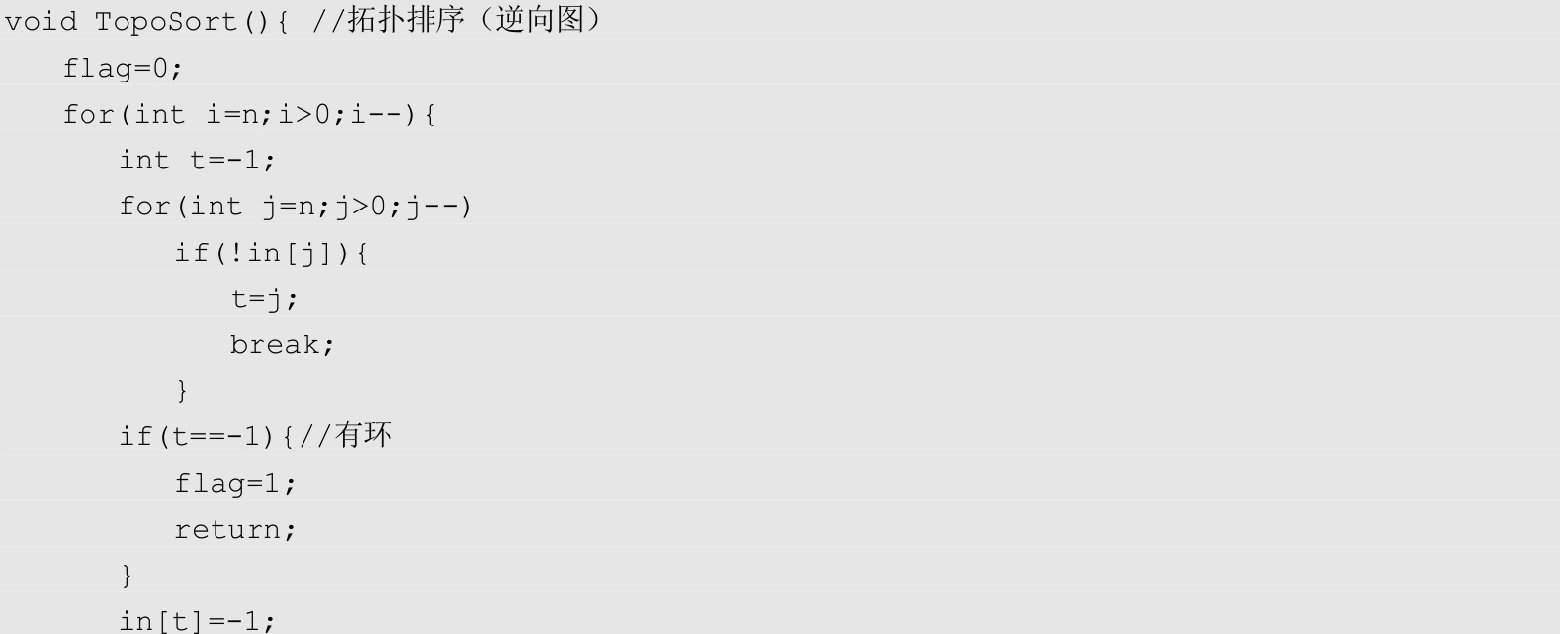 void TopoSort(){ //拓扑排序（逆向图）
flag=0;
for(int i=n;i>0;i--){
int t=-1;
for(int j=n;j>0;j--)
if(!in[j]){
t=j;
break;
}
if(t==-1){//有环
flag=1;
return;
}
in[t]=-1;